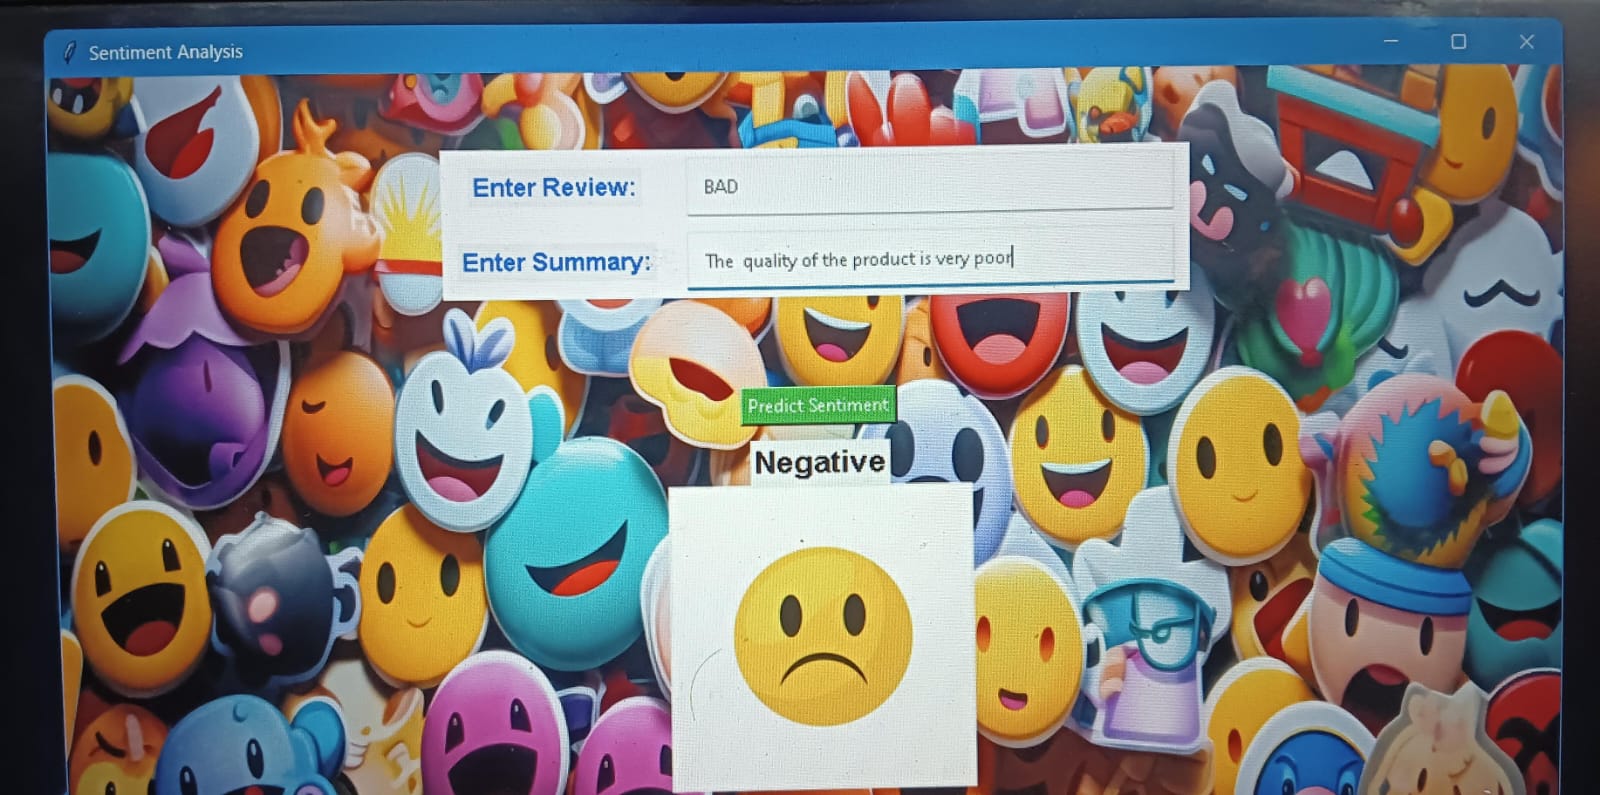 Sentiment Analysis
Enter Review: BAD
Enter Summary: The  quality of the product is very poor
Predict Sentiment
Negative